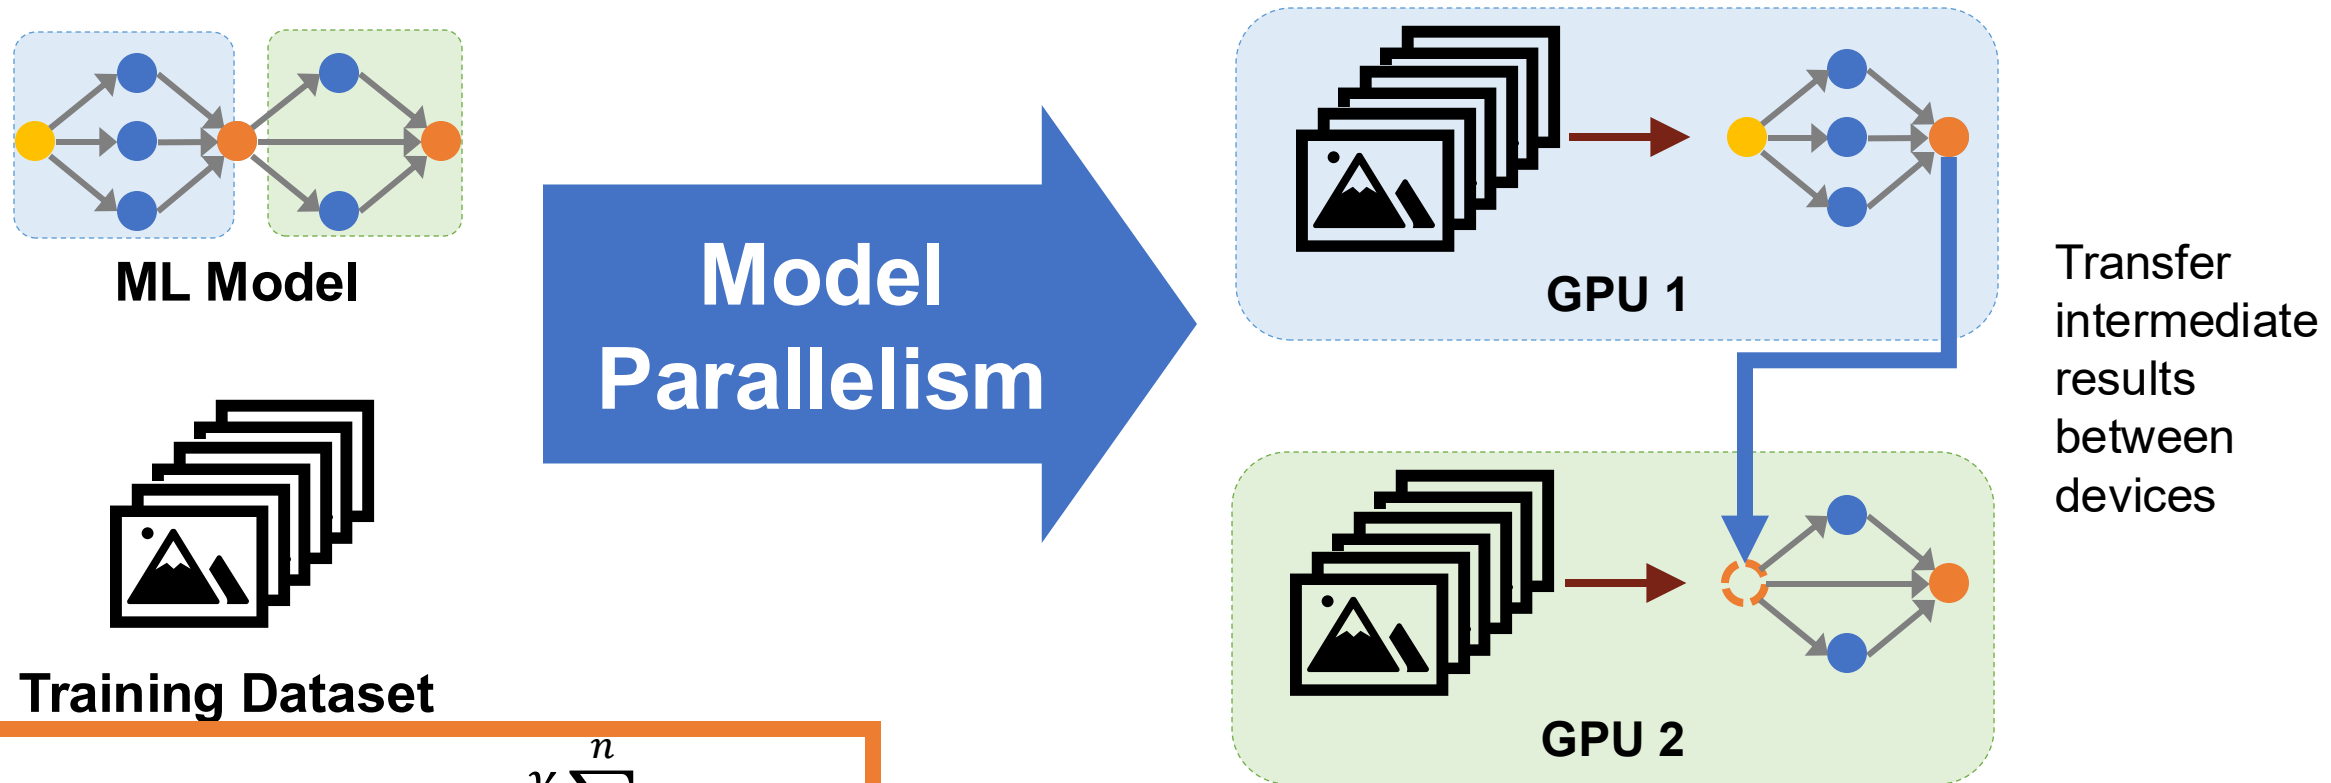 ML Model
Training Dataset
Model
Parallelism
GPU 1
GPU 2
Transfer
intermediate
results
between
devices
n